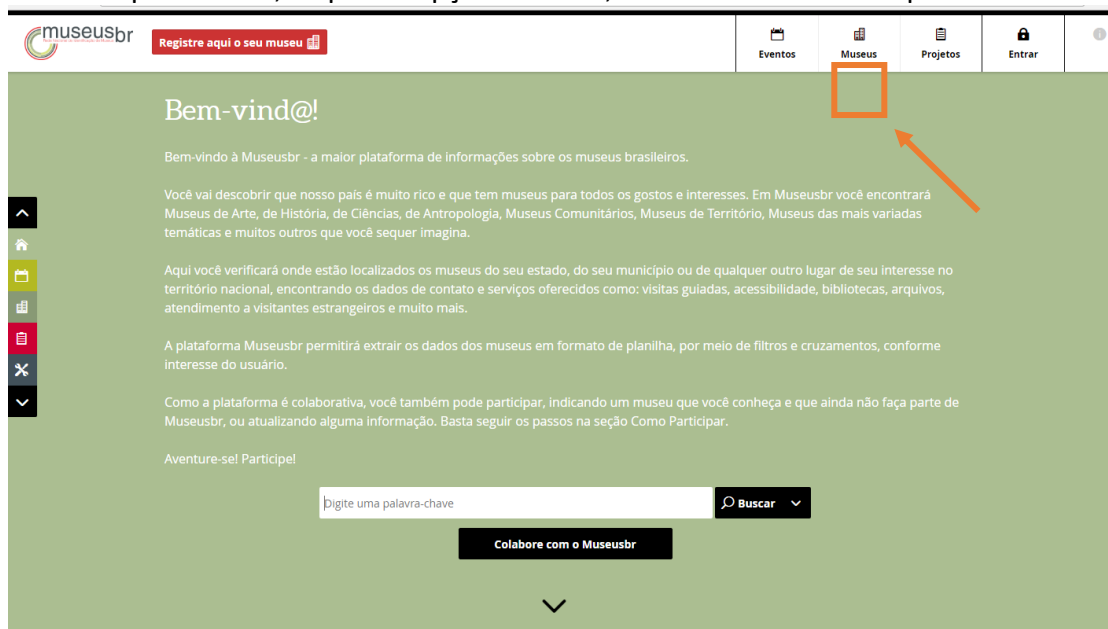 museusbr
Registre aqui o seu museu
Eventos
Museus
Projetos
Entrar
Bem-vind@!
Bem-vindo à Museusbr - a maior plataforma de informações sobre os museus brasileiros.
Você vai descobrir que nosso país é muito rico e que tem museus para todos os gostos e interesses. Em Museusbr você encontrará
Museus de Arte, de História, de Ciências, de Antropologia, Museus Comunitários, Museus de Território, Museus das mais variadas
temáticas e muitos outros que você sequer imagina.
Aqui você verificará onde estão localizados os museus do seu estado, do seu município ou de qualquer outro lugar de seu interesse no
território nacional, encontrando os dados de contato e serviços oferecidos como: visitas guiadas, acessibilidade, bibliotecas, arquivos,
atendimento a visitantes estrangeiros e muito mais.
A plataforma Museusbr permitirá extrair os dados dos museus em formato de planilha, por meio de filtros e cruzamentos, conforme
interesse do usuário.
Como a plataforma é colaborativa, você também pode participar, indicando um museu que você conheça e que ainda não faça parte de
Museusbr, ou atualizando alguma informação. Basta seguir os passos na seção Como Participar.
Aventure-se! Participe!
Digite uma palavra-chave
Buscar
Colabore com o Museusbr